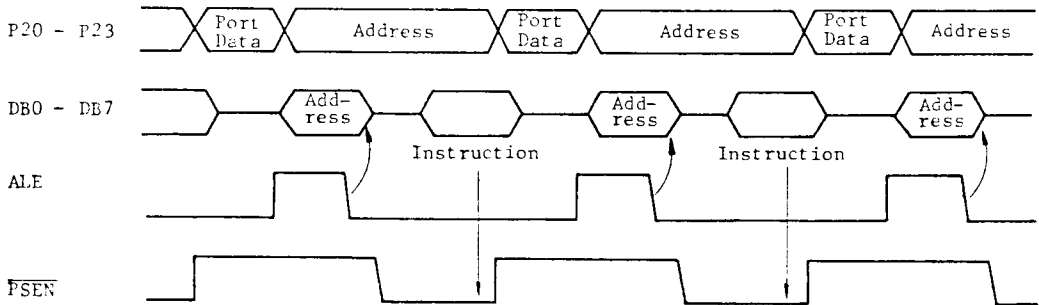 P20 - P23
Port
Data
Address
Port
Data
Address
Port
Data
Address
DB0 - DB7
Add-
ress
Add-
ress
Add-
ress
Instruction
Instruction
ALE
PSEN